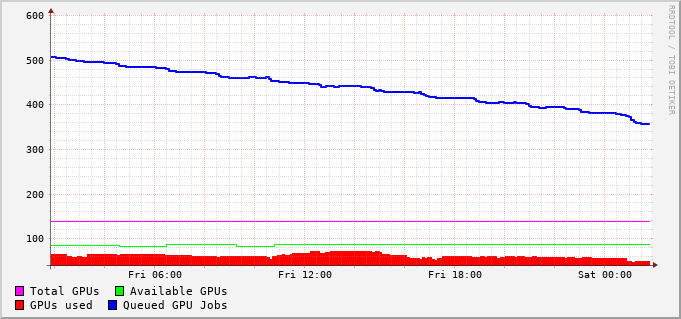 600
500
400
300
200
100
Fri 06:00 Fri 12:00 Fri 18:00 Sat 00:00
Total GPUs Available GPUs
GPUs used Queued GPU Jobs
RRDTOOL / TOBI OETIKER